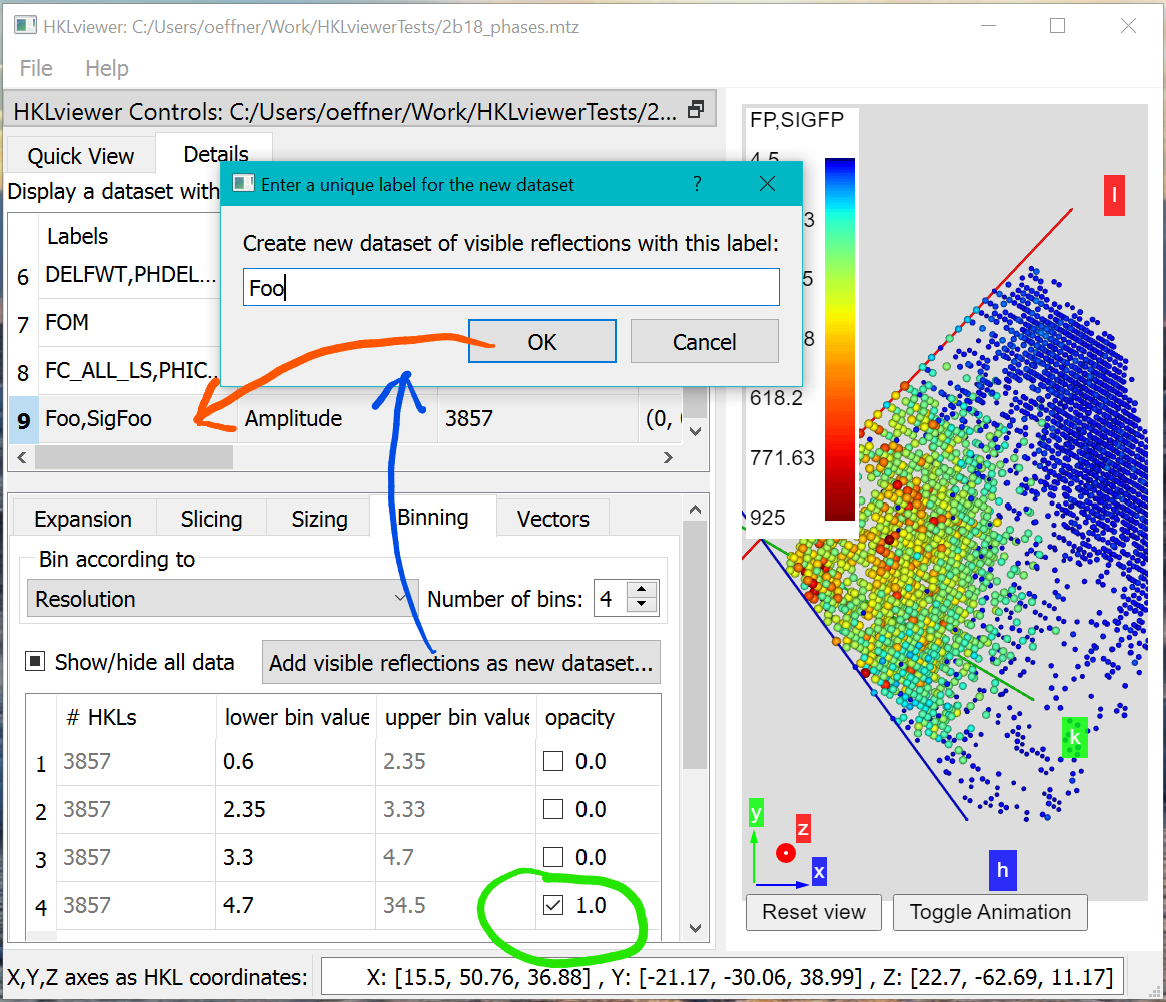 HKLviewer: C:/Users/oeffner/Work/HKLviewerTests/2b18_phases.mtz
File Help
HKLviewer Controls: C:/Users/oeffner/Work/HKLviewerTests/2...
Quick View Details
Display a dataset with
Labels
6 DELFWT,PHDEL...
7 FOM
8 FC_ALL_LS,PHIC...
9 Foo,SigFoo Amplitude 3857 (0,
Enter a unique label for the new dataset ?
Create new dataset of visible reflections with this label:
Foo
OK Cancel
Expansion Slicing Sizing Binning Vectors
Bin according to
Resolution Number of bins: 4
Show/hide all data Add visible reflections as new dataset...
# HKLs lower bin value upper bin value opacity
1 3857 0.6 2.35 0.0
2 3857 2.35 3.33 0.0
3 3857 3.3 4.7 0.0
4 3857 4.7 34.5 1.0
FP,SIGFP
4.5
3
5
8
618.2
771.63
925
l
k
h
y
z
x
Reset view Toggle Animation
X,Y,Z axes as HKL coordinates: X: [15.5, 50.76, 36.88] , Y: [-21.17, -30.06, 38.99] , Z: [22.7, -62.69, 11.17]